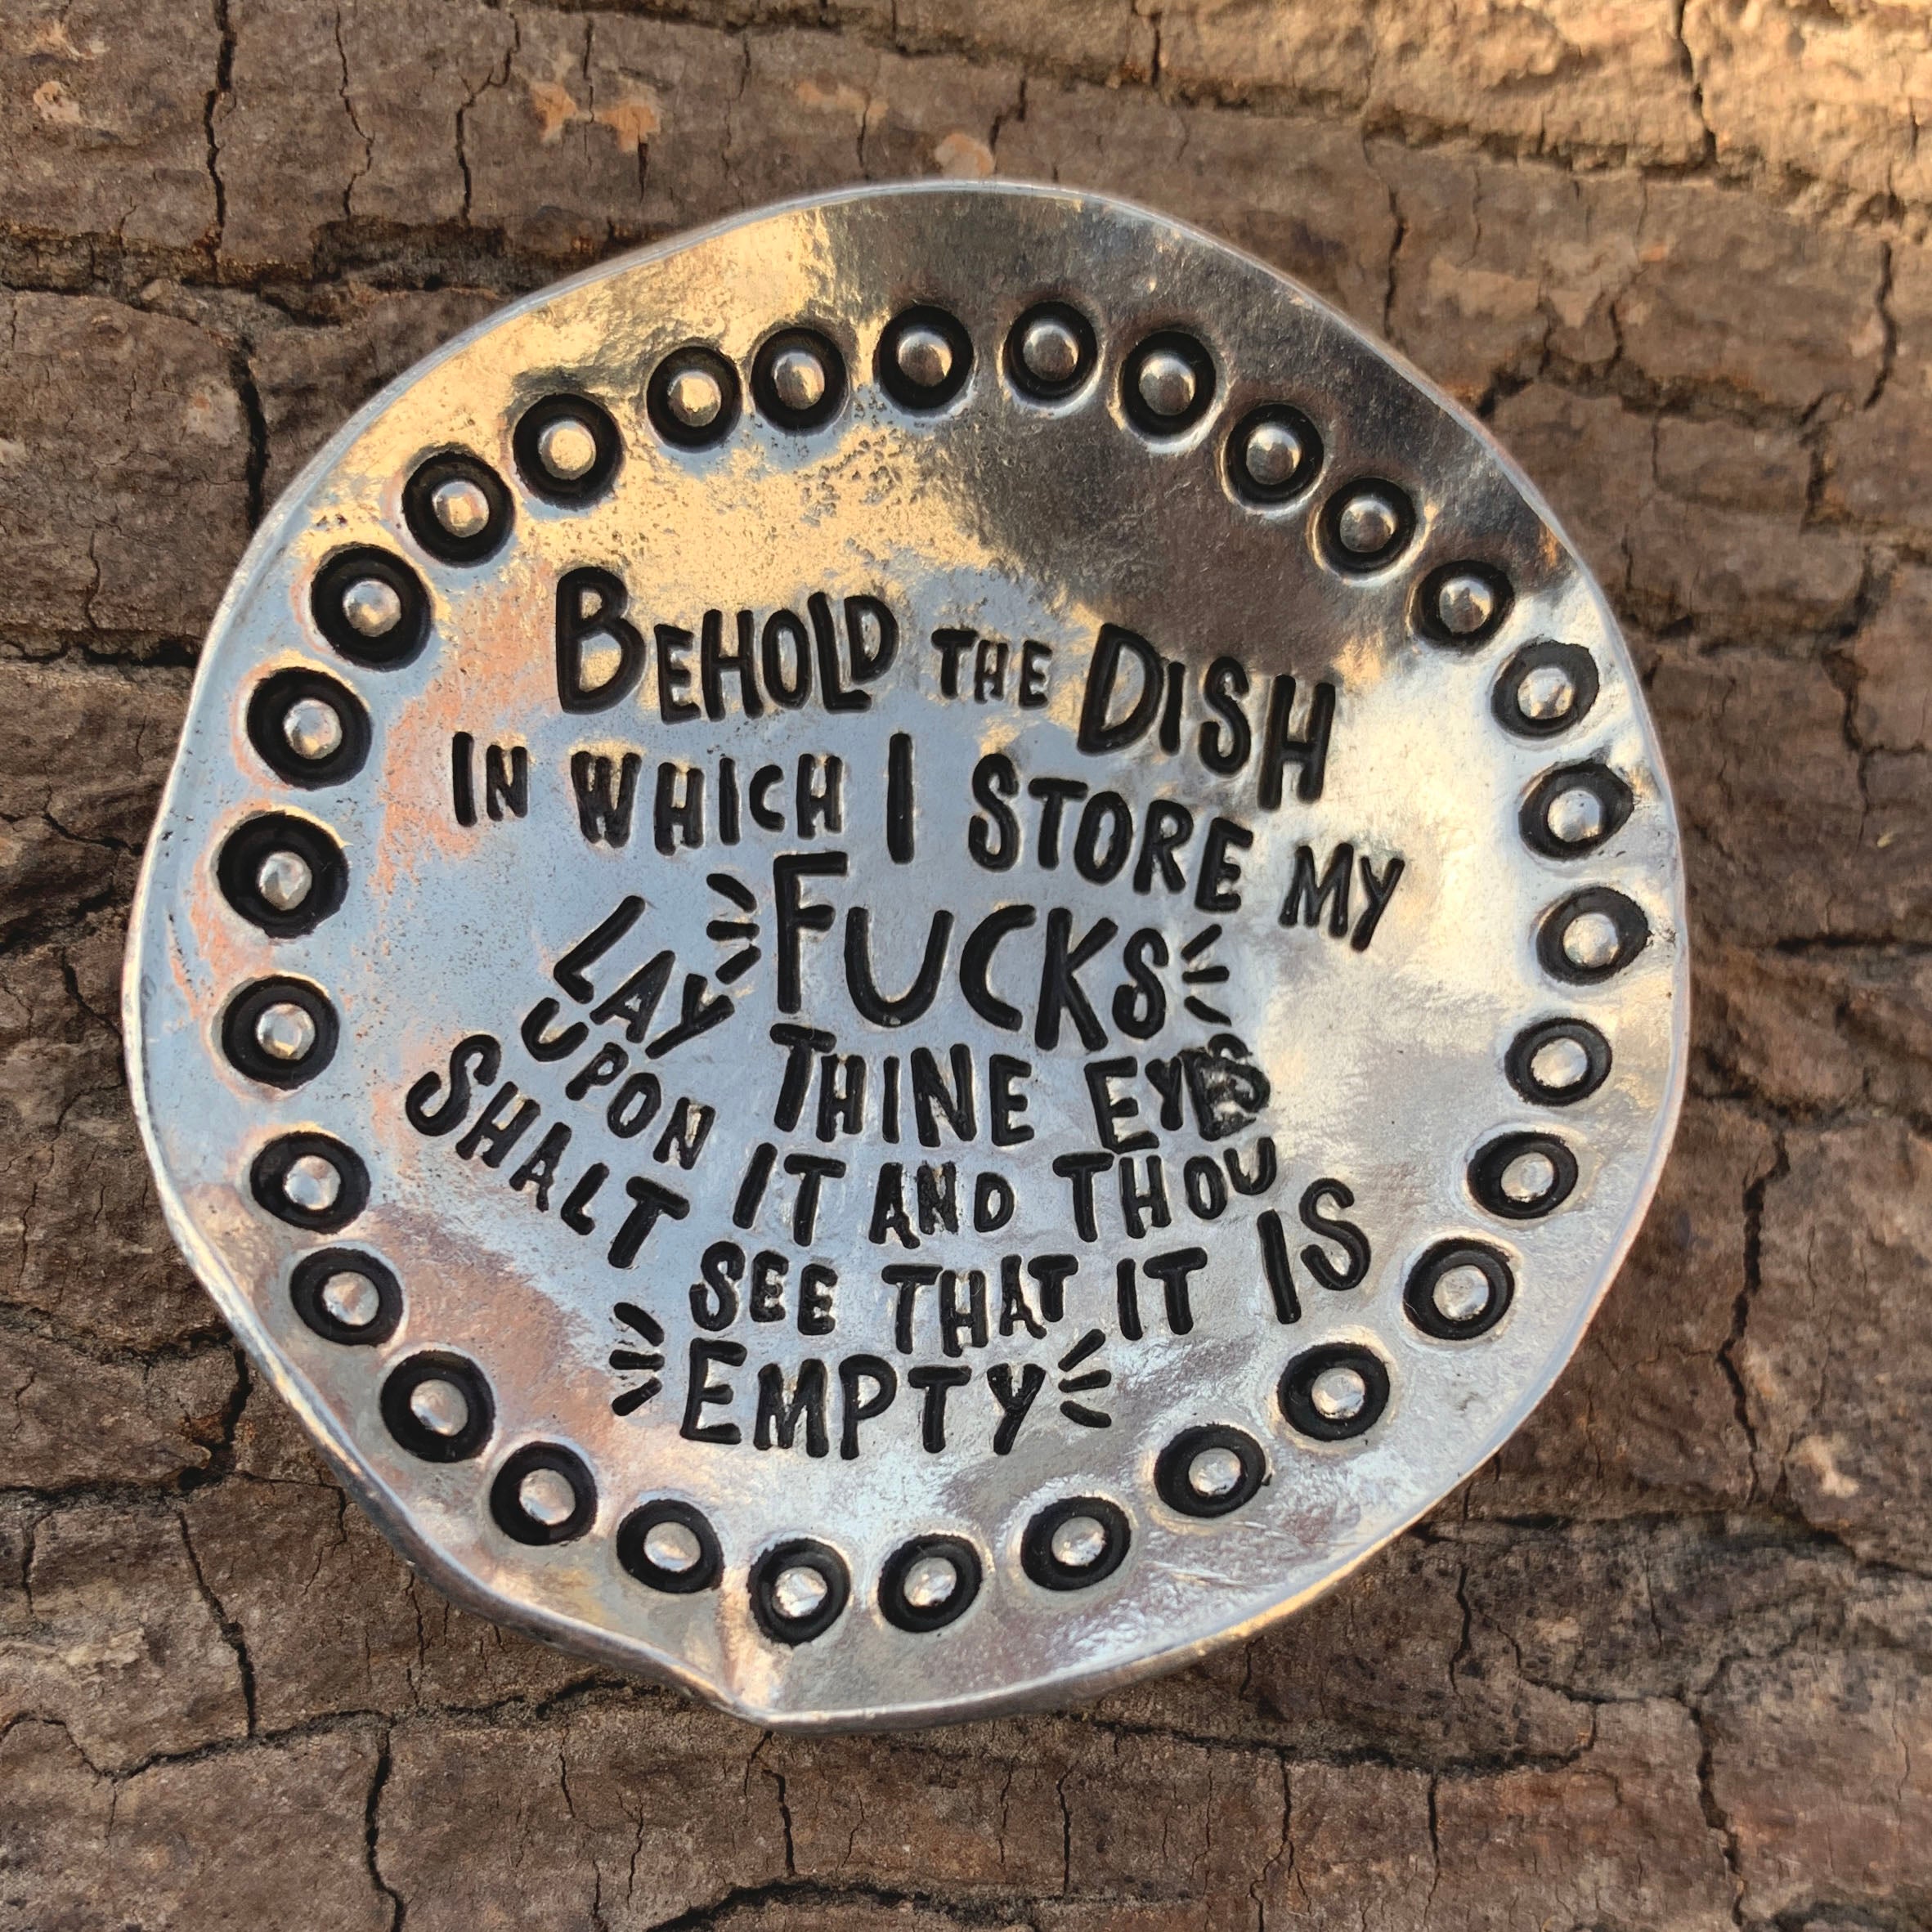 BEHOLD THE DISH
IN WHICH I STORE MY
FUCKS
LAY THINE EYES
UPON IT AND THOU
SHALT SEE THAT IT IS
EMPTY